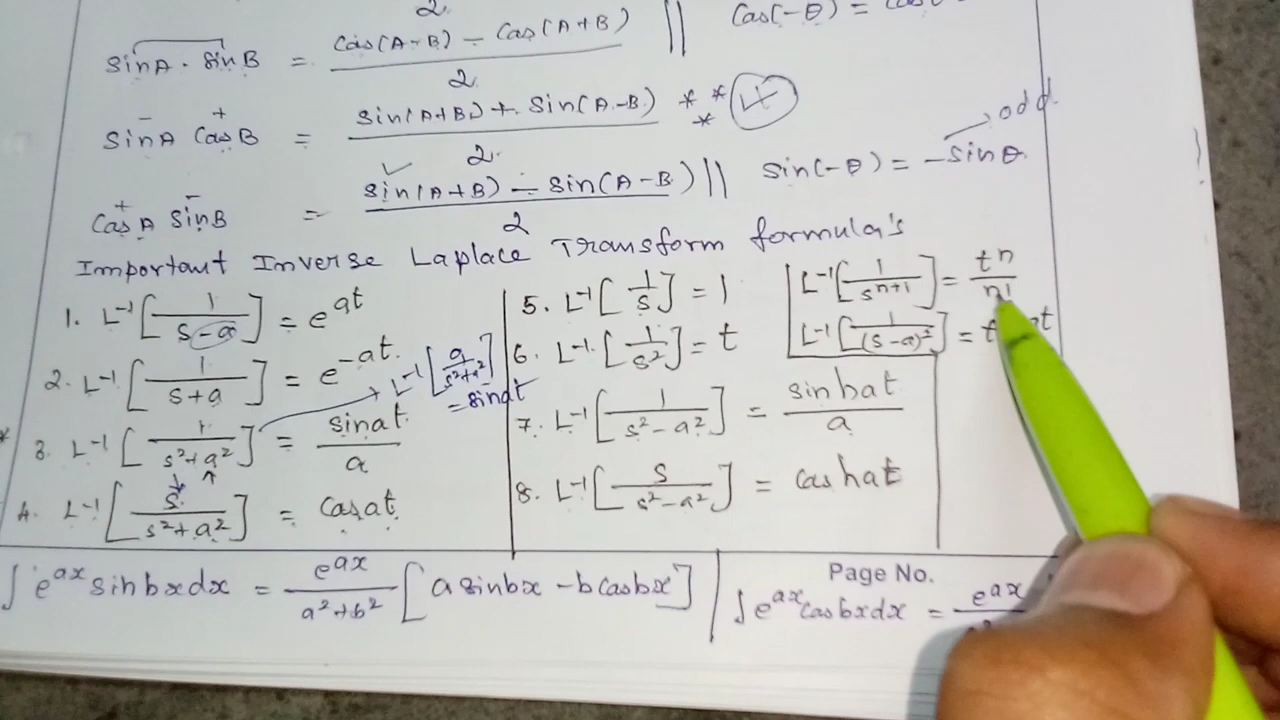 2
sinA · sinB = cos(A-B) - cos(A+B) / 2 || cos(-θ) =
sinA cosB = sin(A+B) + sin(A-B) / 2 * * *
- + odd
cosA sinB = sin(A+B) - sin(A-B) / 2 || sin(-θ) = -sinθ
+ -
Important Inverse Laplace Transform formula's
1. L⁻¹[1/(s-a)] = e^at
2. L⁻¹[1/(s+a)] = e^-at
3. L⁻¹[1/(s²+a²)] = sinat/a
L⁻¹[a/(s²+a²)] = sinat
4. L⁻¹[s/(s²+a²)] = cosat
5. L⁻¹[1/s] = 1
6. L⁻¹[1/s²] = t
7. L⁻¹[1/(s²-a²)] = sinhat/a
8. L⁻¹[s/(s²-a²)] = coshat
L⁻¹[1/s^(n+1)] = t^n/n!
L⁻¹[1/(s-a)²] = t
∫e^ax sinbxdx = e^ax/(a²+b²) [a sinbx - b cosbx]
Page No.
∫e^ax cosbxdx = e^ax